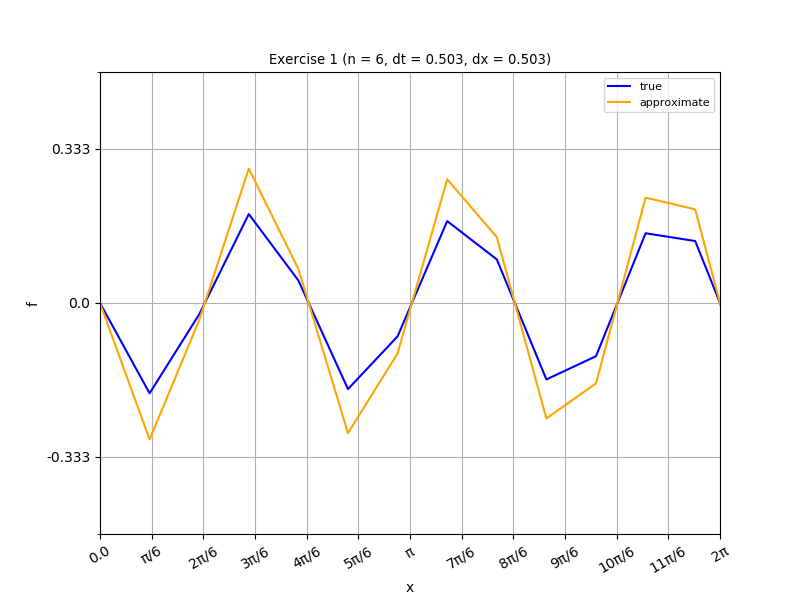 Exercise 1 (n = 6, dt = 0.503, dx = 0.503)
true
approximate
0.333
0.0
-0.333
f
0.0 π/6 2π/6 3π/6 4π/6 5π/6 π 7π/6 8π/6 9π/6 10π/6 11π/6 2π
x